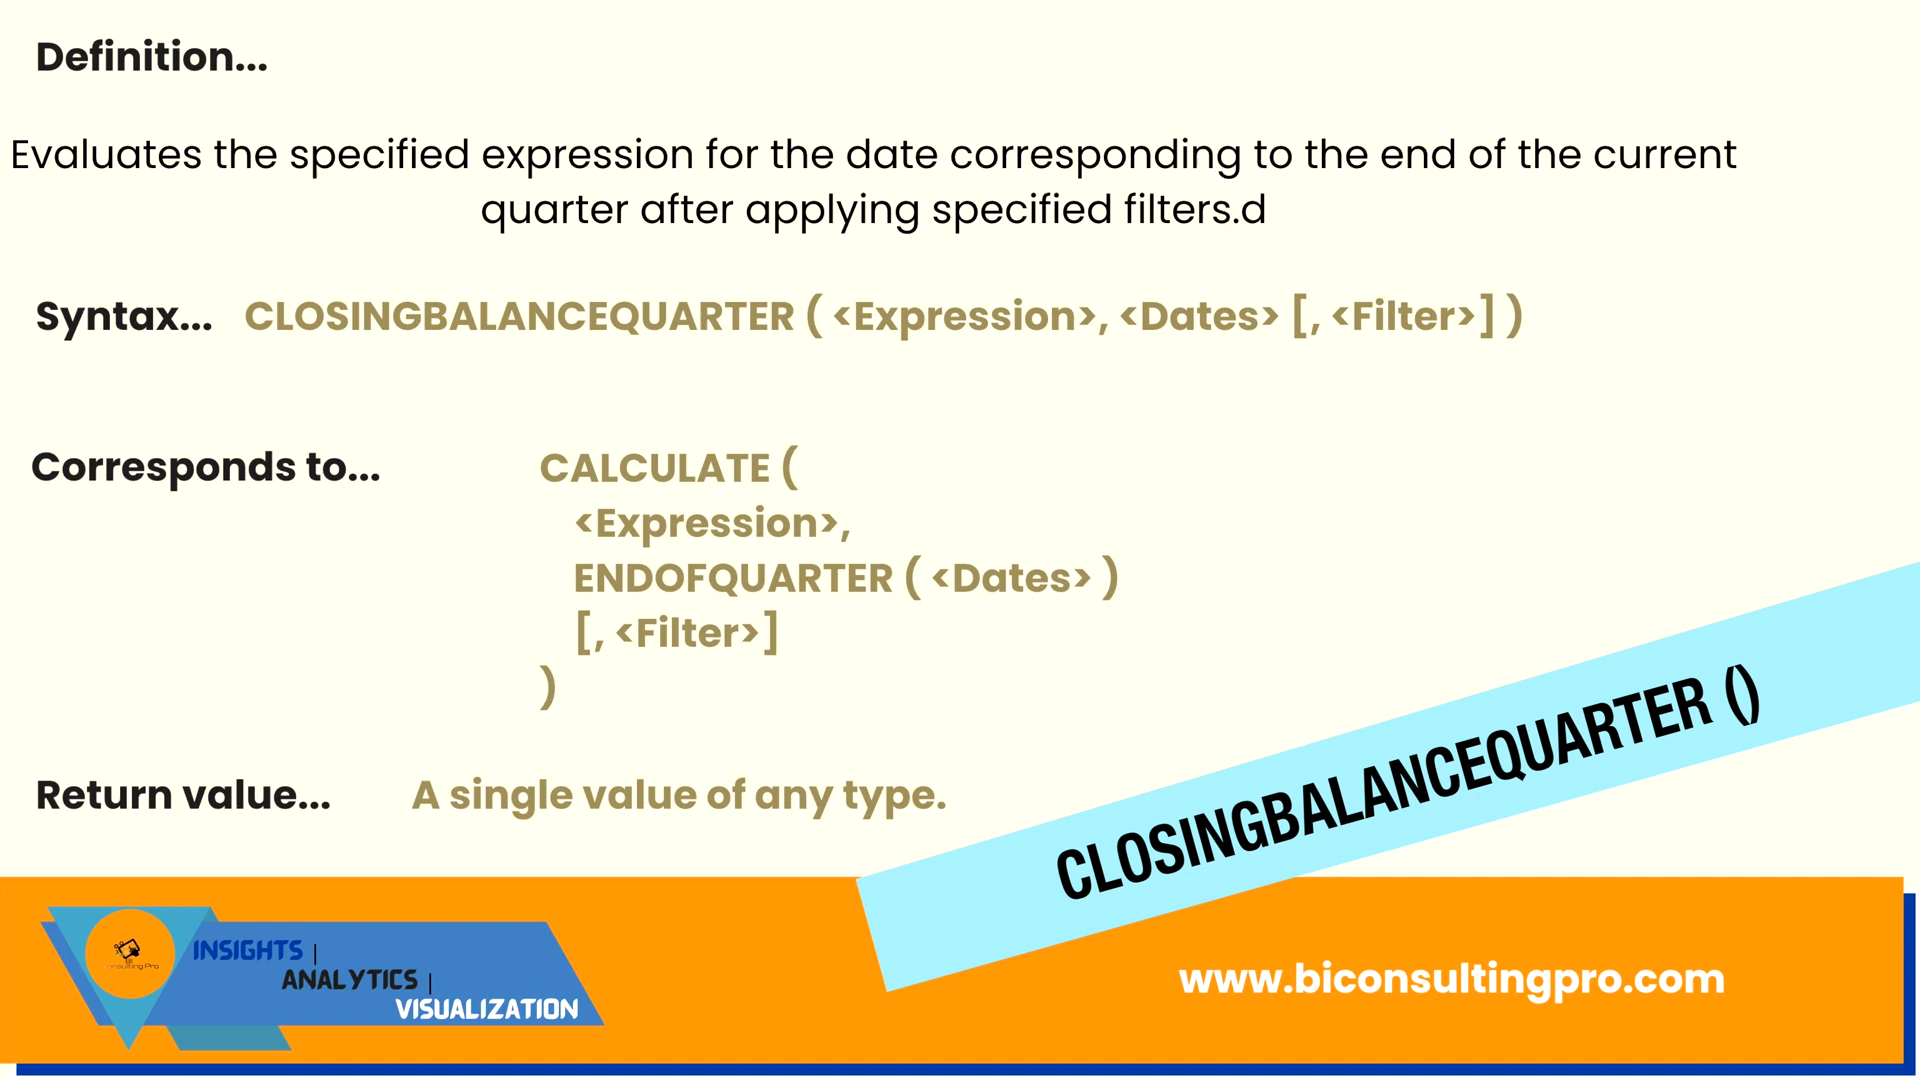 Definition...
Evaluates the specified expression for the date corresponding to the end of the current
quarter after applying specified filters.d
Syntax... CLOSINGBALANCEQUARTER ( <Expression>, <Dates> [, <Filter>] )
Corresponds to... CALCULATE (
<Expression>,
ENDOFQUARTER ( <Dates> )
[, <Filter>]
)
Return value... A single value of any type.
CLOSINGBALANCEQUARTER ()
INSIGHTS |
ANALYTICS |
VISUALIZATION
www.biconsultingpro.com